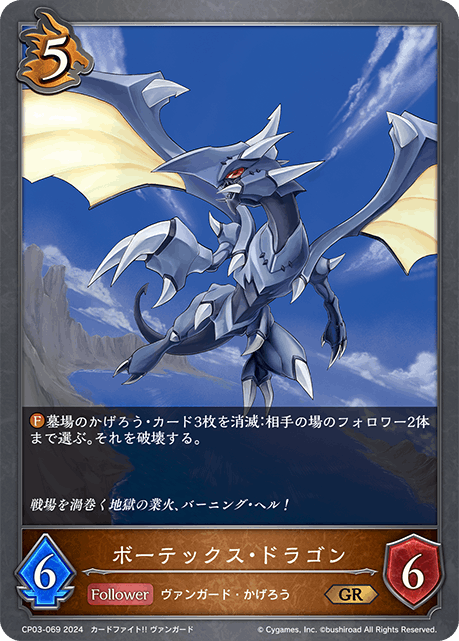 5
F 墓場のかげろう・カード3枚を消滅:相手の場のフォロワー2体
まで選ぶ。それを破壊する。
戦場を渦巻く地獄の業火、バーニング・ヘル!
ボーテックス・ドラゴン
6
Follower ヴァンガード・かげろう GR
6
CP03-069 2024 カードファイト!! ヴァンガード
© Cygames, Inc. ©bushiroad All Rights Reserved.